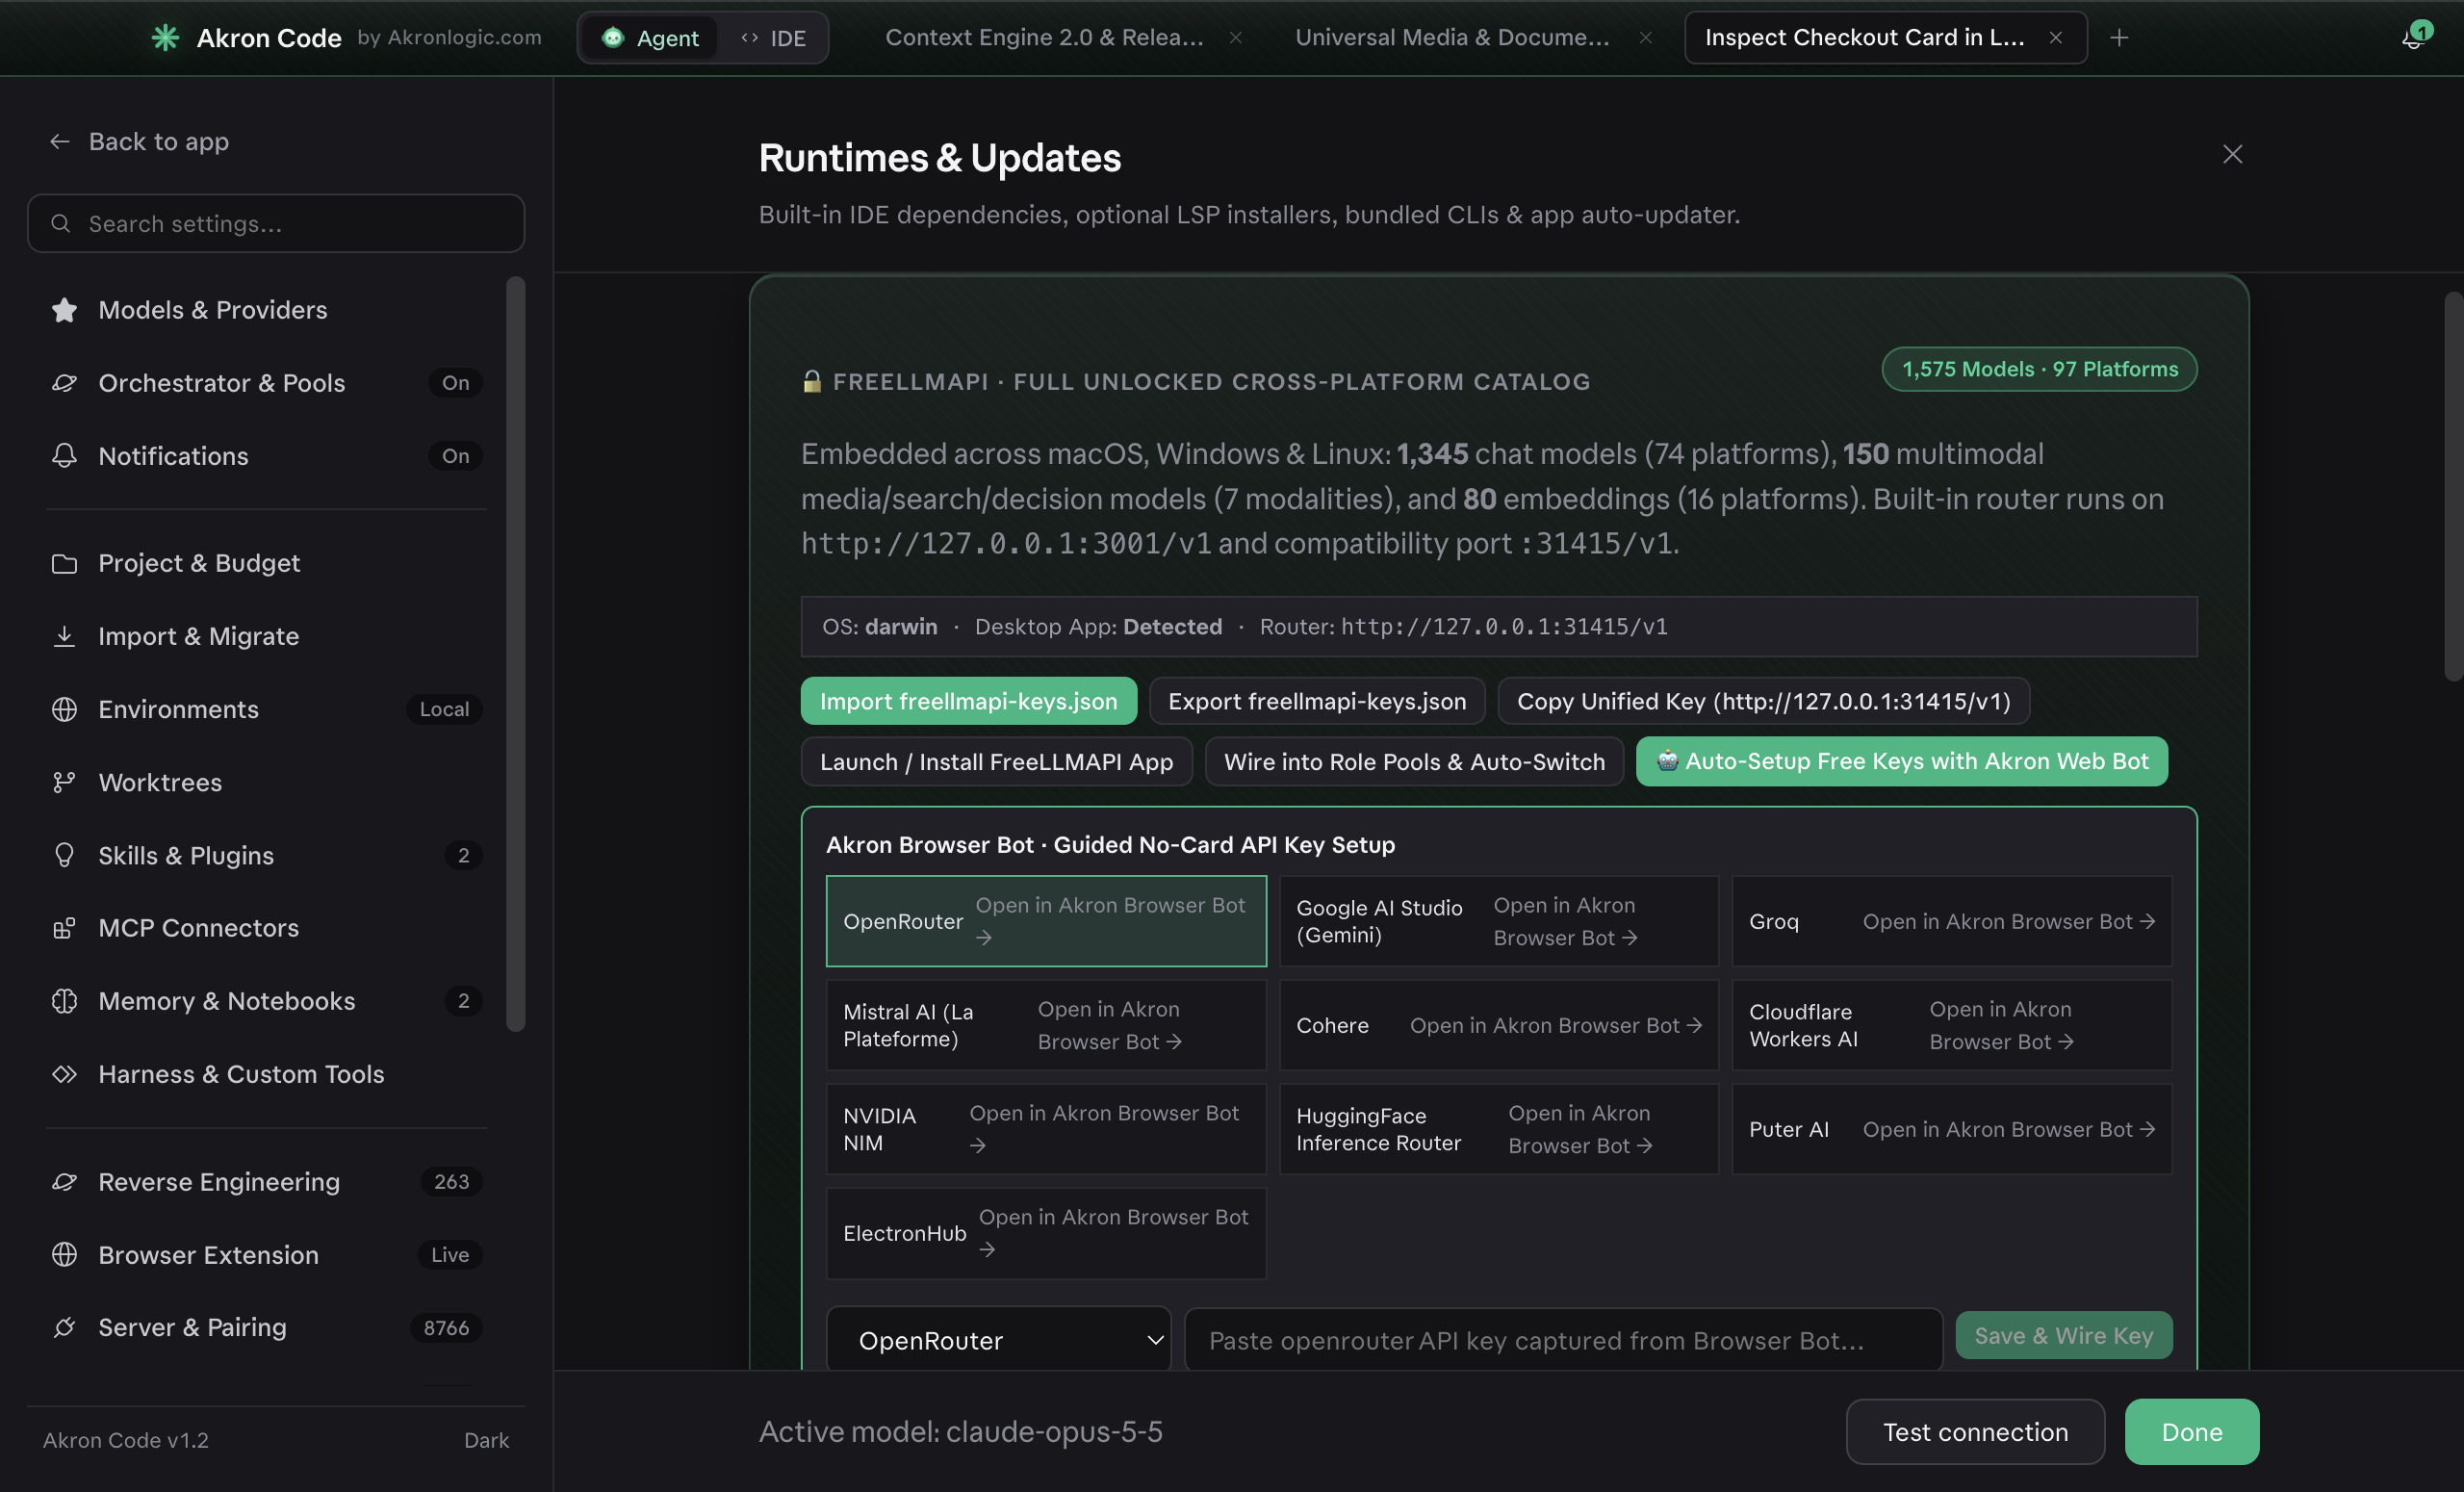 Akron Code by Akronlogic.com Agent IDE Context Engine 2.0 & Relea... Universal Media & Docume... Inspect Checkout Card in L... 1
Back to app
Search settings...
Models & Providers
Orchestrator & Pools On
Notifications On
Project & Budget
Import & Migrate
Environments Local
Worktrees
Skills & Plugins 2
MCP Connectors
Memory & Notebooks 2
Harness & Custom Tools
Reverse Engineering 263
Browser Extension Live
Server & Pairing 8766
Akron Code v1.2 Dark
Runtimes & Updates
Built-in IDE dependencies, optional LSP installers, bundled CLIs & app auto-updater.
FREELLMAPI · FULL UNLOCKED CROSS-PLATFORM CATALOG
1,575 Models · 97 Platforms
Embedded across macOS, Windows & Linux: 1,345 chat models (74 platforms), 150 multimodal
media/search/decision models (7 modalities), and 80 embeddings (16 platforms). Built-in router runs on
http://127.0.0.1:3001/v1 and compatibility port :31415/v1.
OS: darwin · Desktop App: Detected · Router: http://127.0.0.1:31415/v1
Import freellmapi-keys.json Export freellmapi-keys.json Copy Unified Key (http://127.0.0.1:31415/v1)
Launch / Install FreeLLMAPI App Wire into Role Pools & Auto-Switch Auto-Setup Free Keys with Akron Web Bot
Akron Browser Bot · Guided No-Card API Key Setup
OpenRouter
Open in Akron Browser Bot
→
Google AI Studio
(Gemini)
Open in Akron
Browser Bot →
Groq
Open in Akron Browser Bot →
Mistral AI (La
Plateforme)
Open in Akron
Browser Bot →
Cohere
Open in Akron Browser Bot →
Cloudflare
Workers AI
Open in Akron
Browser Bot →
NVIDIA
NIM
Open in Akron Browser Bot
→
HuggingFace
Inference Router
Open in Akron
Browser Bot →
Puter AI
Open in Akron Browser Bot →
ElectronHub
Open in Akron Browser Bot
→
OpenRouter
Paste openrouter API key captured from Browser Bot...
Save & Wire Key
Active model: claude-opus-5-5
Test connection
Done